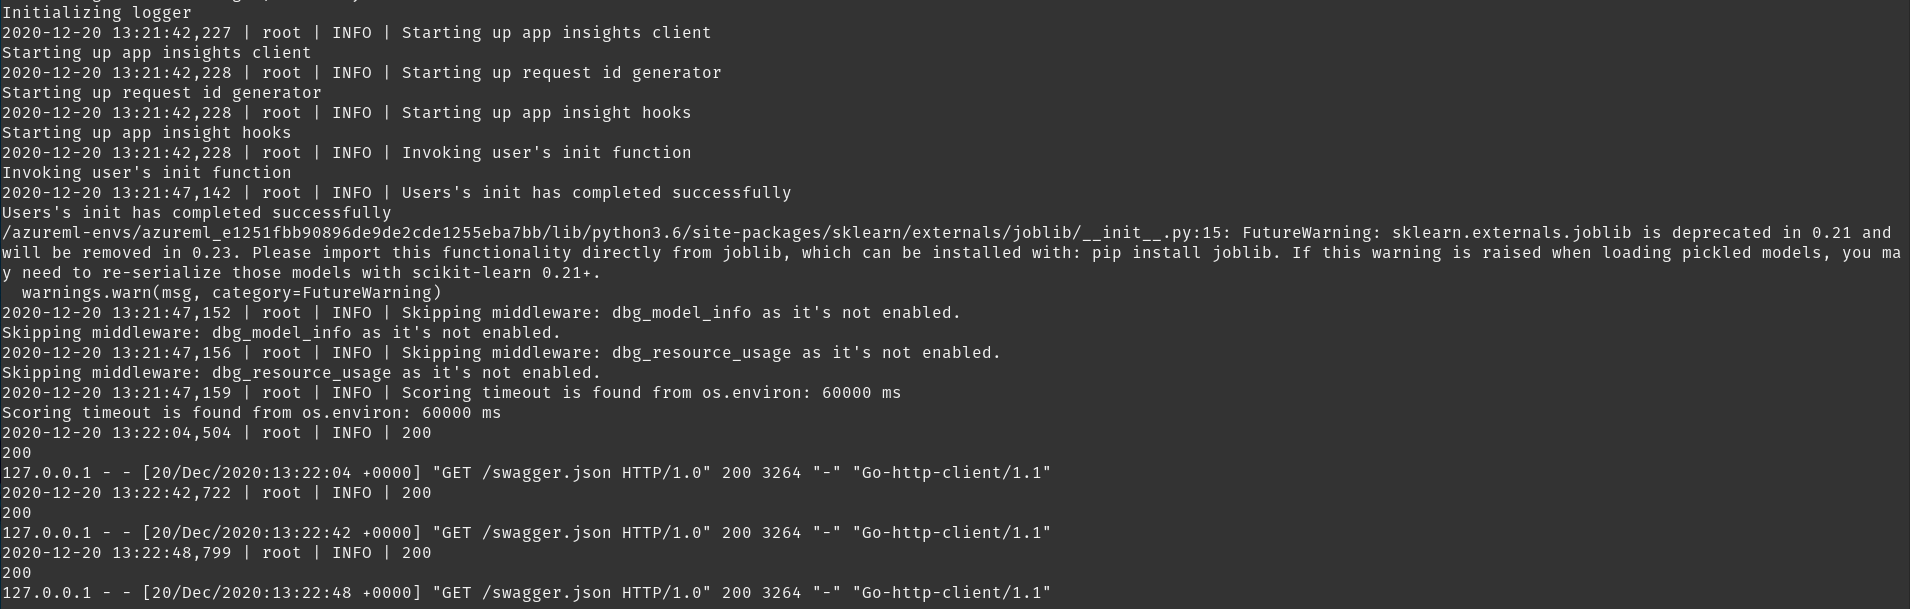 Initializing logger
2020-12-20 13:21:42,227 | root | INFO | Starting up app insights client
Starting up app insights client
2020-12-20 13:21:42,228 | root | INFO | Starting up request id generator
Starting up request id generator
2020-12-20 13:21:42,228 | root | INFO | Starting up app insight hooks
Starting up app insight hooks
2020-12-20 13:21:42,228 | root | INFO | Invoking user's init function
Invoking user's init function
2020-12-20 13:21:47,142 | root | INFO | Users's init has completed successfully
Users's init has completed successfully
/azureml-envs/azureml_e1251fbb90896de9de2cde1255eba7bb/lib/python3.6/site-packages/sklearn/externals/joblib/__init__.py:15: FutureWarning: sklearn.externals.joblib is deprecated in 0.21 and
will be removed in 0.23. Please import this functionality directly from joblib, which can be installed with: pip install joblib. If this warning is raised when loading pickled models, you ma
y need to re-serialize those models with scikit-learn 0.21+.
  warnings.warn(msg, category=FutureWarning)
2020-12-20 13:21:47,152 | root | INFO | Skipping middleware: dbg_model_info as it's not enabled.
Skipping middleware: dbg_model_info as it's not enabled.
2020-12-20 13:21:47,156 | root | INFO | Skipping middleware: dbg_resource_usage as it's not enabled.
Skipping middleware: dbg_resource_usage as it's not enabled.
2020-12-20 13:21:47,159 | root | INFO | Scoring timeout is found from os.environ: 60000 ms
Scoring timeout is found from os.environ: 60000 ms
2020-12-20 13:22:04,504 | root | INFO | 200
200
127.0.0.1 - - [20/Dec/2020:13:22:04 +0000] "GET /swagger.json HTTP/1.0" 200 3264 "-" "Go-http-client/1.1"
2020-12-20 13:22:42,722 | root | INFO | 200
200
127.0.0.1 - - [20/Dec/2020:13:22:42 +0000] "GET /swagger.json HTTP/1.0" 200 3264 "-" "Go-http-client/1.1"
2020-12-20 13:22:48,799 | root | INFO | 200
200
127.0.0.1 - - [20/Dec/2020:13:22:48 +0000] "GET /swagger.json HTTP/1.0" 200 3264 "-" "Go-http-client/1.1"